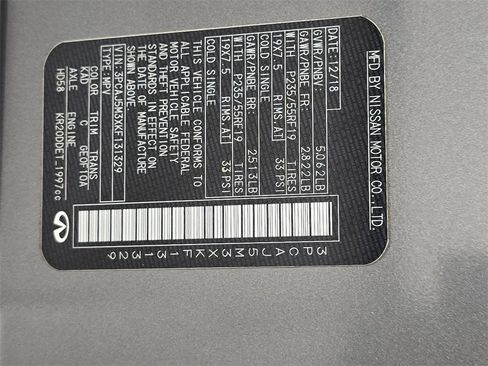 MFD BY NISSAN MOTOR CO., LTD.
DATE: 12/18
GVWR/PNBV: 5062LB
GAWR/PNBE FR: 2822LB
WITH P235/55RF19 TIRES
19X7.5 RIMS,AT 33 PSI
COLD SINGLE
GAWR/PNBE RR: 2513LB
WITH P235/55RF19 TIRES
19X7.5 RIMS,AT 33 PSI
COLD SINGLE
THIS VEHICLE CONFORMS TO
ALL APPLICABLE FEDERAL
MOTOR VEHICLE SAFETY
AND THEFT PREVENTION
STANDARDS IN EFFECT ON
THE DATE OF MANUFACTURE
SHOWN ABOVE.
VIN: 3PCAJ5M3XKF131329
TYPE: MPV
COLOR TRIM TRANS
C GE0F10A
AXLE ENGINE
HD58 KR20DDET 1997cc
3PCAJ5M3XKF131329